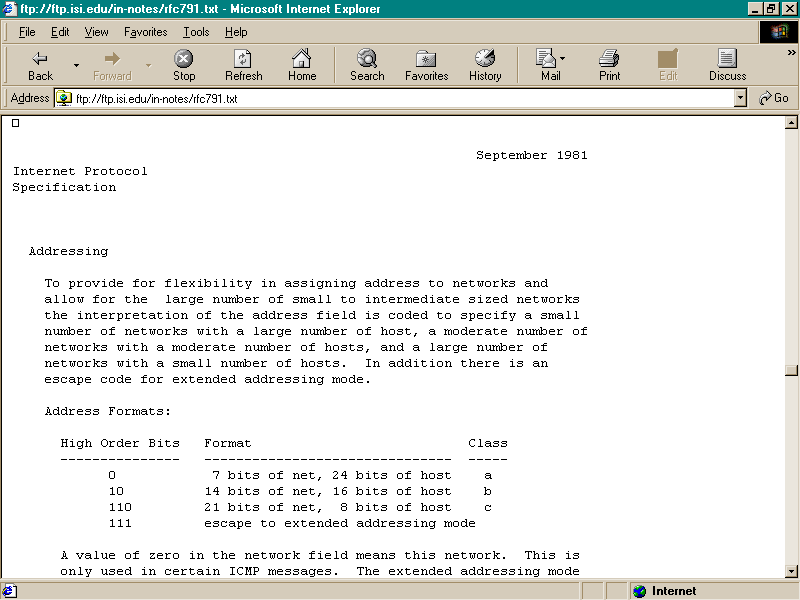 ftp://ftp.isi.edu/in-notes/rfc791.txt - Microsoft Internet Explorer
File Edit View Favorites Tools Help
Back Forward Stop Refresh Home Search Favorites History Mail Print Edit Discuss »
Address ftp://ftp.isi.edu/in-notes/rfc791.txt Go
September 1981
Internet Protocol
Specification
Addressing
To provide for flexibility in assigning address to networks and
allow for the  large number of small to intermediate sized networks
the interpretation of the address field is coded to specify a small
number of networks with a large number of host, a moderate number of
networks with a moderate number of hosts, and a large number of
networks with a small number of hosts.  In addition there is an
escape code for extended addressing mode.
Address Formats:
High Order Bits   Format                           Class
---------------   -------------------------------  -----
0             7 bits of net, 24 bits of host    a
10           14 bits of net, 16 bits of host    b
110          21 bits of net,  8 bits of host    c
111          escape to extended addressing mode
A value of zero in the network field means this network.  This is
only used in certain ICMP messages.  The extended addressing mode
Internet